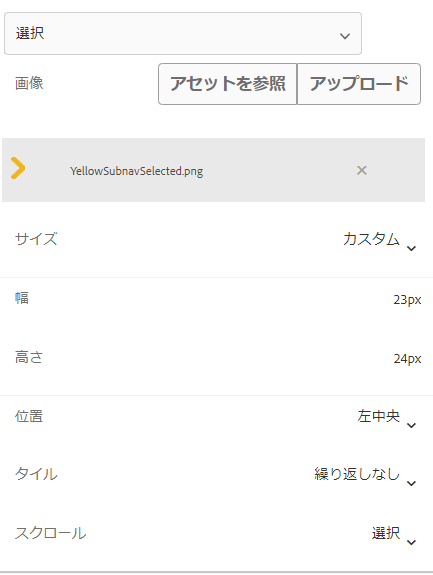 選択
画像 アセットを参照 アップロード
YellowSubnavSelected.png ×
サイズ カスタム
幅 23px
高さ 24px
位置 左中央
タイル 繰り返しなし
スクロール 選択